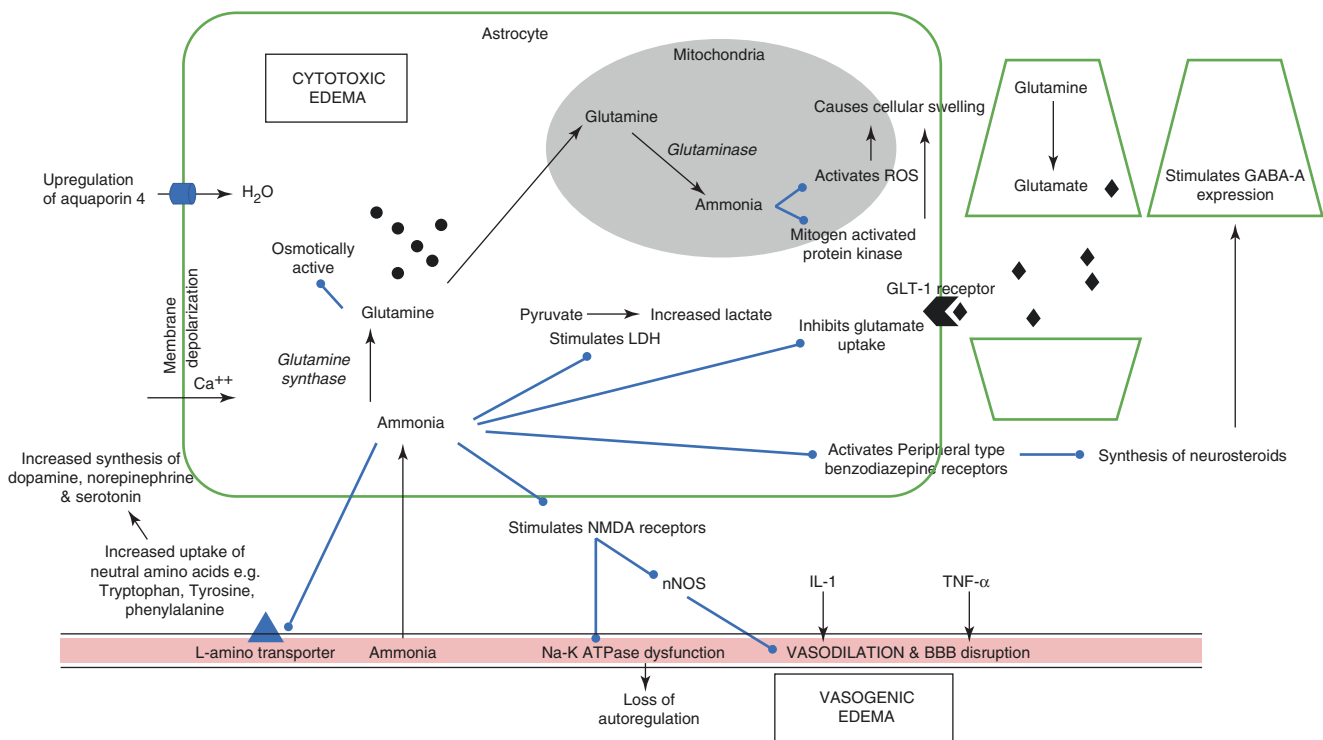 Astrocyte
CYTOTOXIC
EDEMA
Mitochondria
Glutamine
Glutaminase
Ammonia
Causes cellular swelling
Activates ROS
Mitogen activated
protein kinase
Glutamine
Glutamate
Stimulates GABA-A
expression
Upregulation
of aquaporin 4
H₂O
Osmotically
active
Glutamine
Glutamine
synthase
Membrane
depolarization
Ca⁺⁺
Ammonia
Pyruvate
Increased lactate
Stimulates LDH
GLT-1 receptor
Inhibits glutamate
uptake
Activates Peripheral type
benzodiazepine receptors
Synthesis of neurosteroids
Increased synthesis of
dopamine, norepinephrine
& serotonin
Increased uptake of
neutral amino acids e.g.
Tryptophan, Tyrosine,
phenylalanine
Stimulates NMDA receptors
nNOS
IL-1
TNF-α
L-amino transporter
Ammonia
Na-K ATPase dysfunction
VASODILATION & BBB disruption
Loss of
autoregulation
VASOGENIC
EDEMA